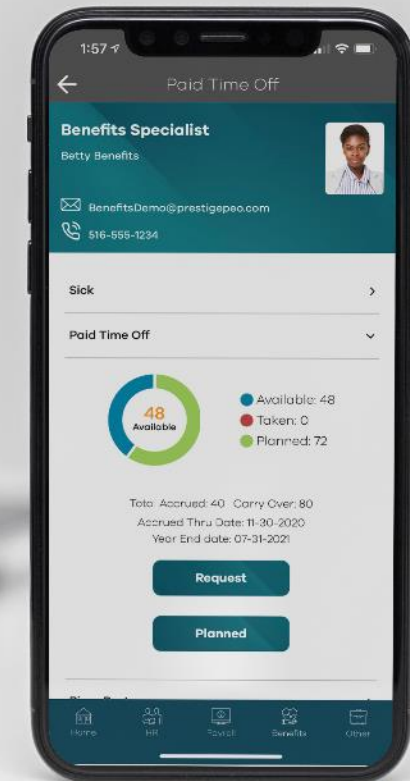 1:57
Paid Time Off
Benefits Specialist
Betty Benefits
BenefitsDemo@prestigepeo.com
516-555-1234
Sick
Paid Time Off
48
Available
Available: 48
Taken: 0
Planned: 72
Total Accrued: 40 Carry Over: 80
Accrued Thru Date: 11-30-2020
Year End date: 07-31-2021
Request
Planned
Home
HR
Payroll
Benefits
Other